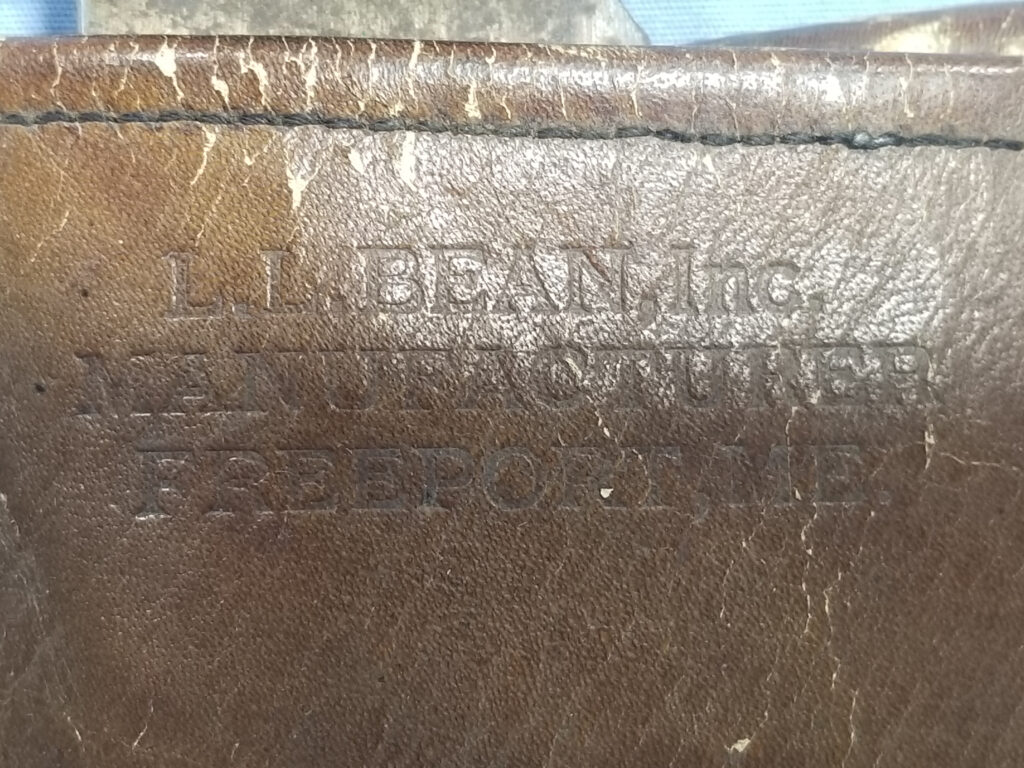 L.L.BEAN, Inc.
MANUFACTURER
FREEPORT, ME.